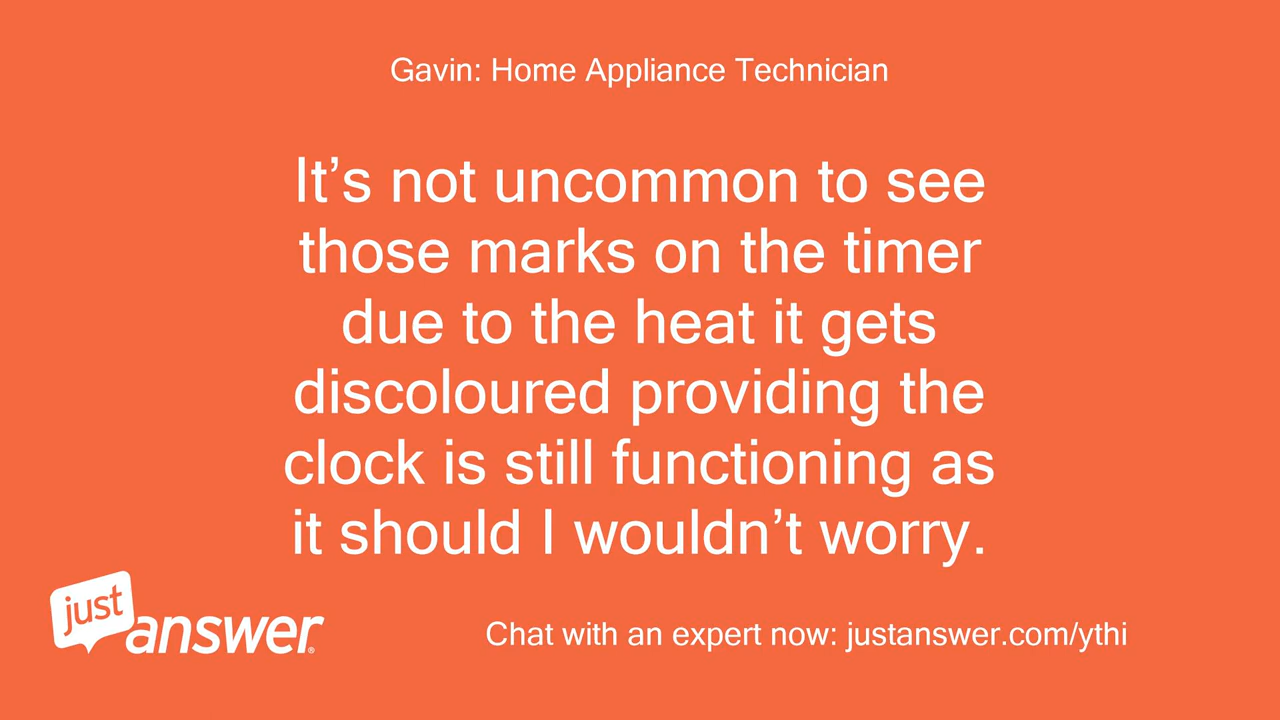 Gavin: Home Appliance Technician
It’s not uncommon to see
those marks on the timer
due to the heat it gets
discoloured providing the
clock is still functioning as
it should I wouldn’t worry.
just
answer®
Chat with an expert now: justanswer.com/ythi